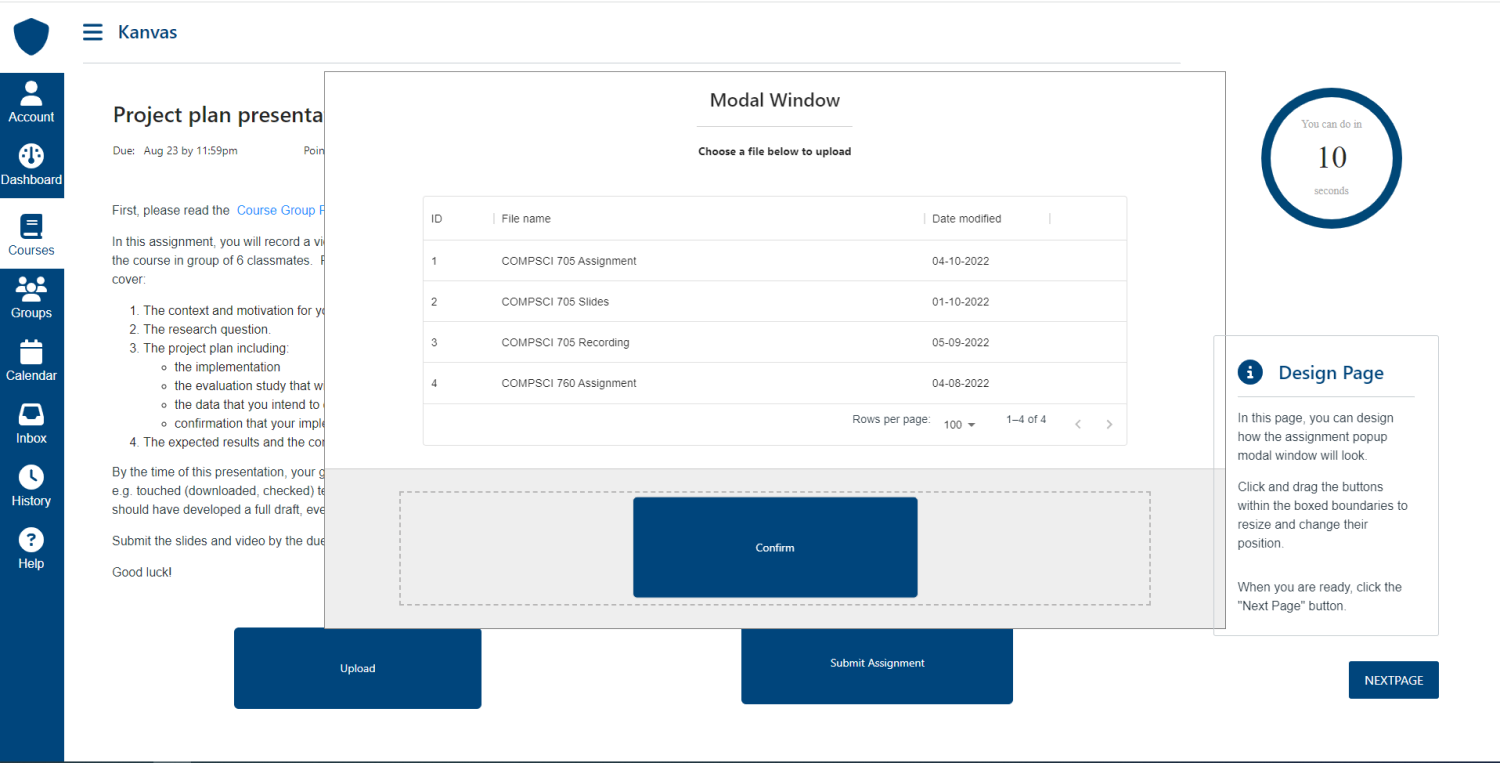 Kanvas
Account
Dashboard
Courses
Groups
Calendar
Inbox
History
Help
Project plan presenta
Due: Aug 23 by 11:59pm Poin
First, please read the Course Group
In this assignment, you will record a
the course in group of 6 classmates.
cover:
1. The context and motivation for
2. The research question.
3. The project plan including:
the implementation
the evaluation study that
the data that you intend to
confirmation that your imple
4. The expected results and the
By the time of this presentation, your
e.g. touched (downloaded, checked)
should have developed a full draft,
Submit the slides and video by the due
Good luck!
Modal Window
Choose a file below to upload
ID File name Date modified
1 COMPSCI 705 Assignment 04-10-2022
2 COMPSCI 705 Slides 01-10-2022
3 COMPSCI 705 Recording 05-09-2022
4 COMPSCI 760 Assignment 04-08-2022
Rows per page: 100 1–4 of 4
Confirm
Upload
Submit Assignment
You can do in
10
seconds
Design Page
In this page, you can design
how the assignment popup
modal window will look.
Click and drag the buttons
within the boxed boundaries to
resize and change their
position.
When you are ready, click the
"Next Page" button.
NEXTPAGE